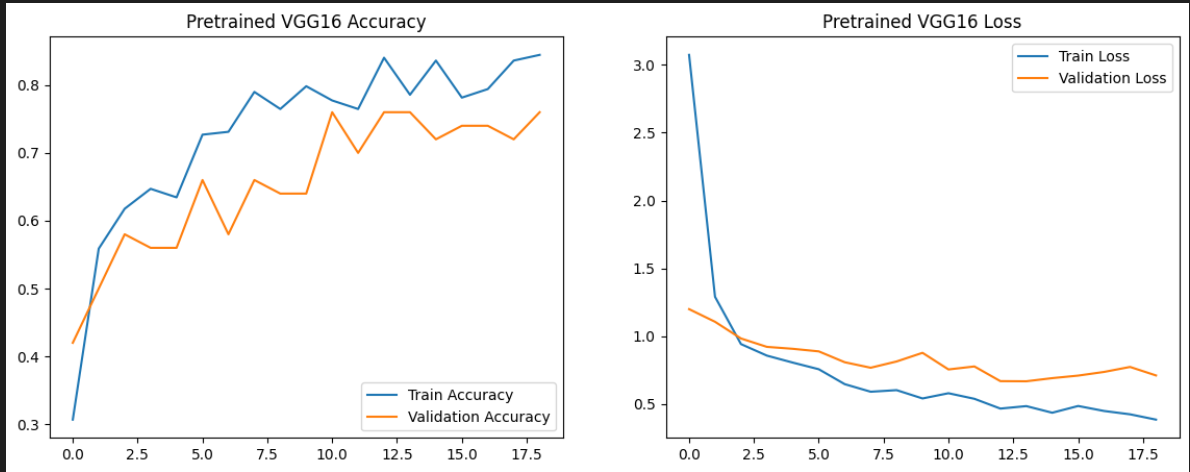 Pretrained VGG16 Accuracy
0.8
0.7
0.6
0.5
0.4
0.3
Train Accuracy
Validation Accuracy
0.0 2.5 5.0 7.5 10.0 12.5 15.0 17.5
Pretrained VGG16 Loss
Train Loss
Validation Loss
3.0
2.5
2.0
1.5
1.0
0.5
0.0 2.5 5.0 7.5 10.0 12.5 15.0 17.5